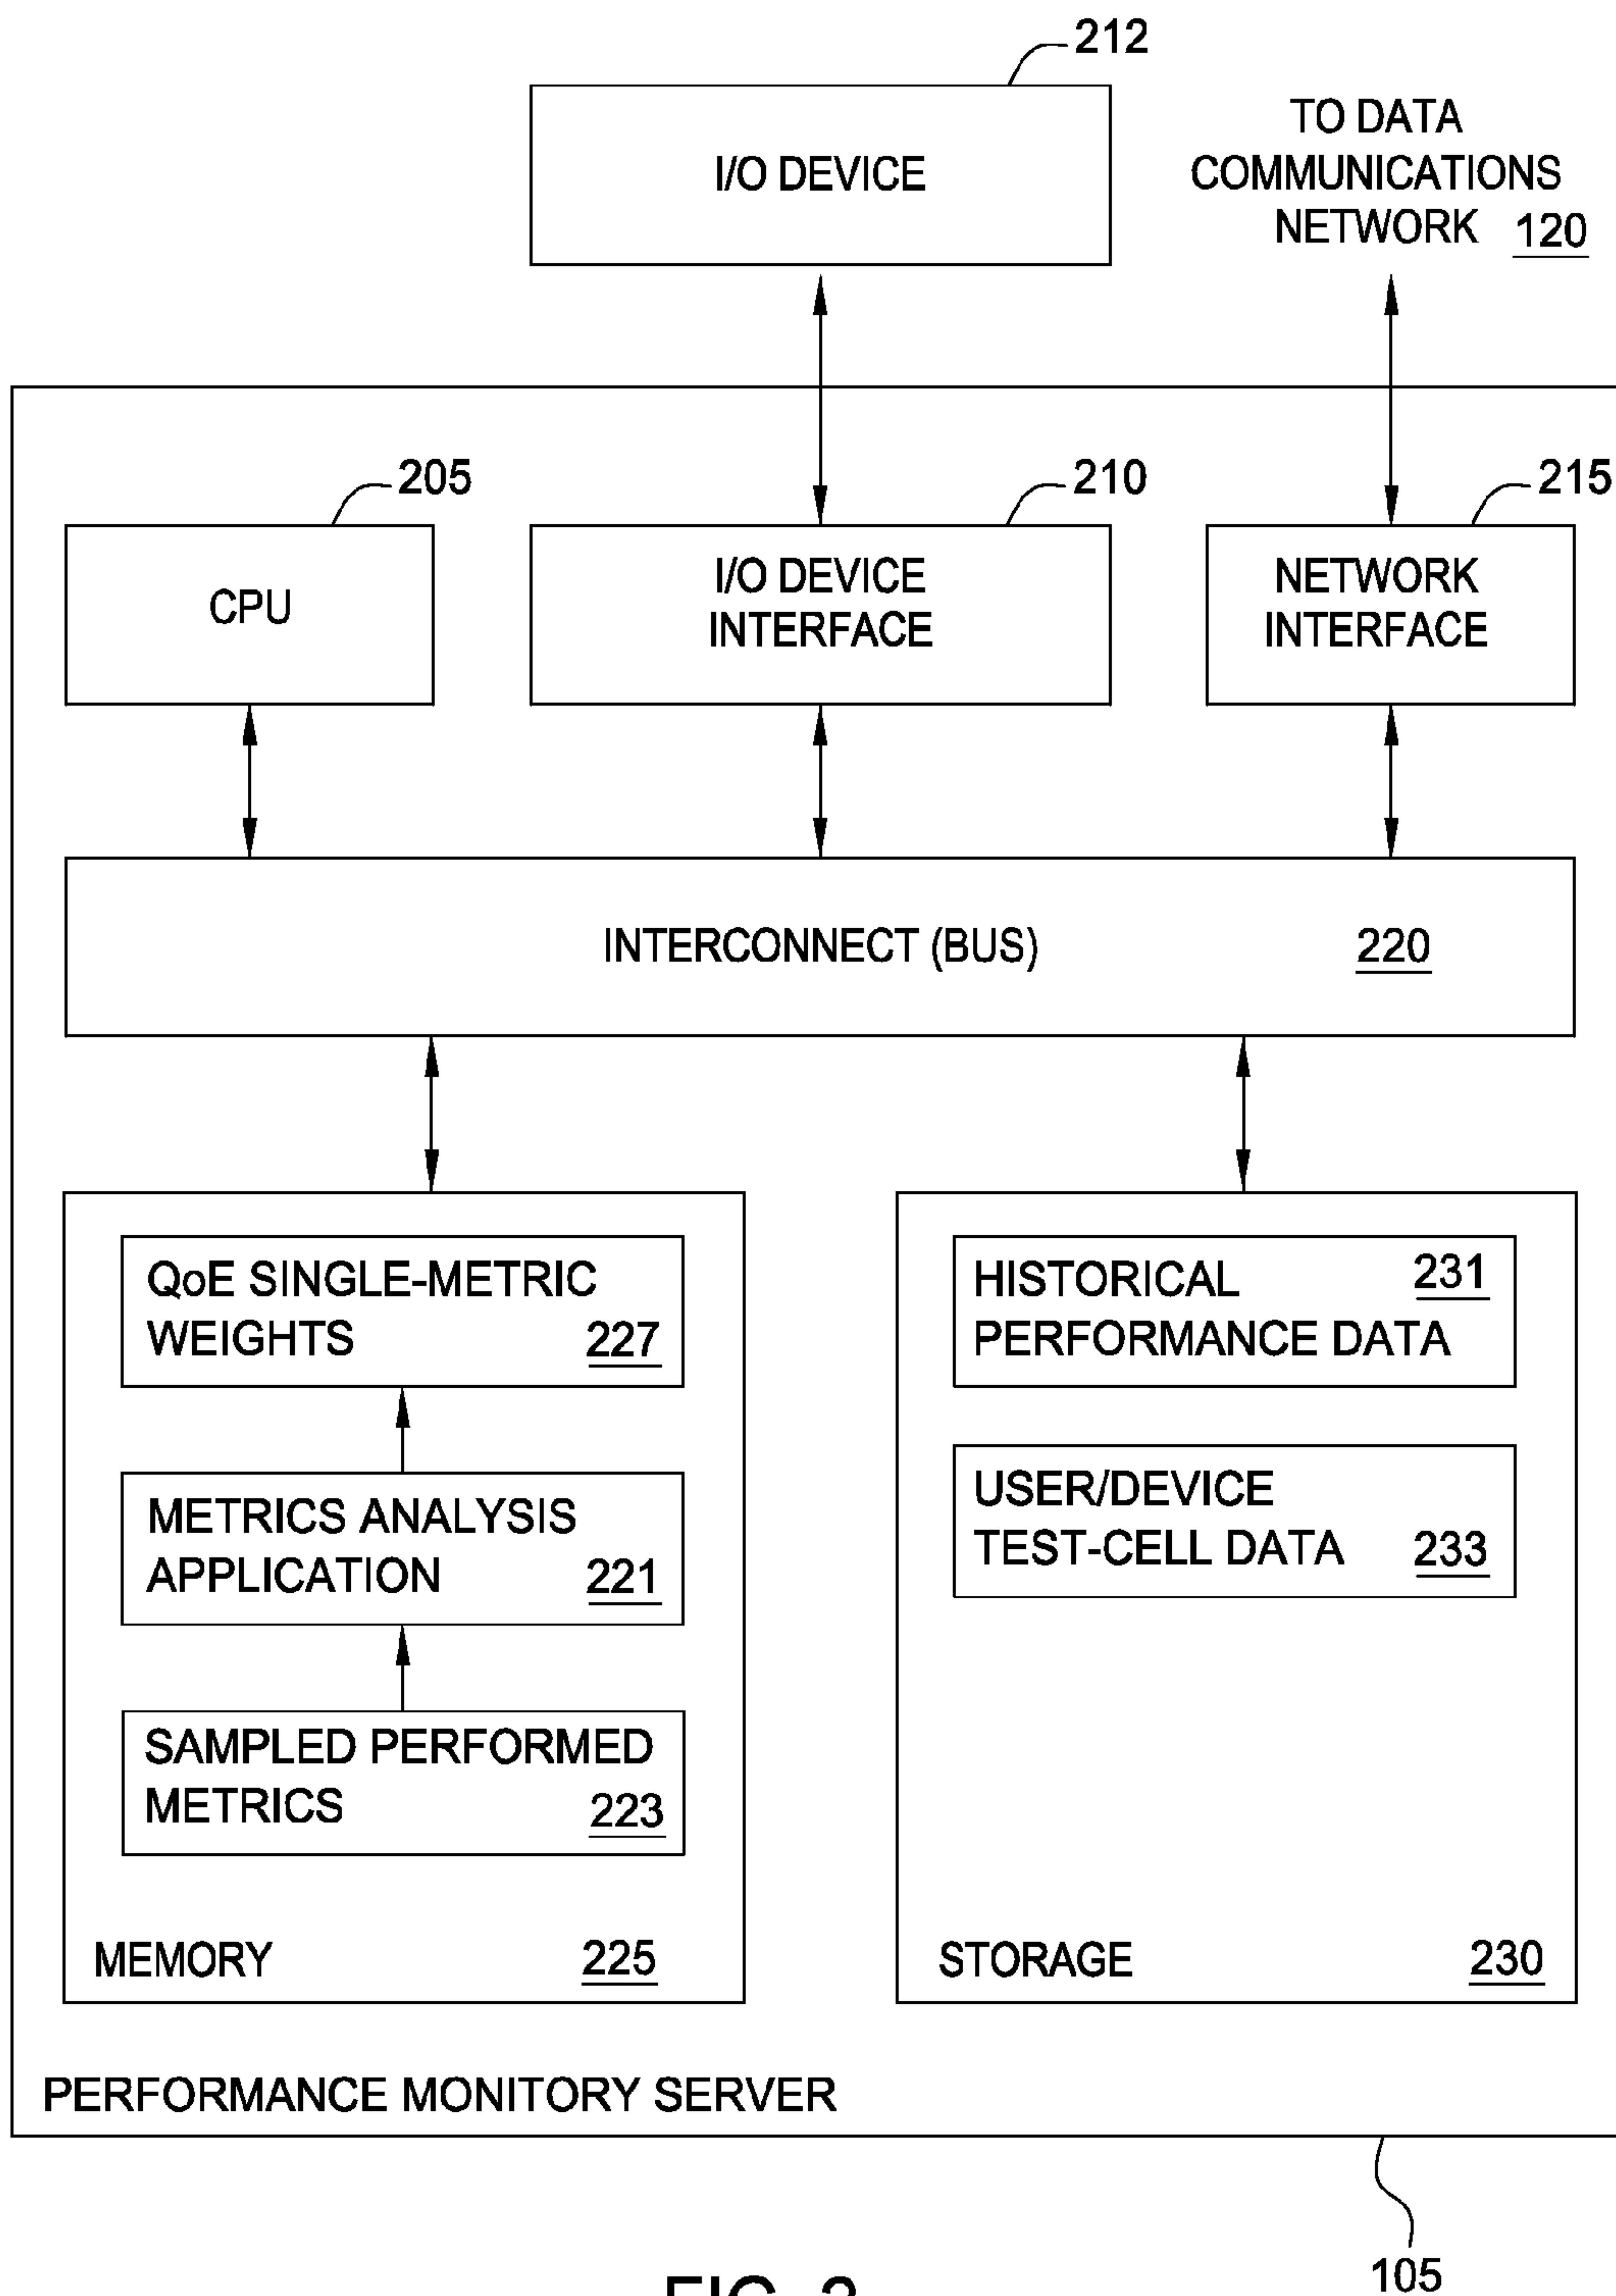 212
I/O DEVICE
TO DATA
COMMUNICATIONS
NETWORK 120
205
210
215
CPU
I/O DEVICE
INTERFACE
NETWORK
INTERFACE
INTERCONNECT (BUS) 220
QoE SINGLE-METRIC
WEIGHTS 227
METRICS ANALYSIS
APPLICATION 221
SAMPLED PERFORMED
METRICS 223
MEMORY 225
HISTORICAL 231
PERFORMANCE DATA
USER/DEVICE
TEST-CELL DATA 233
STORAGE 230
PERFORMANCE MONITORY SERVER
105
FIG.